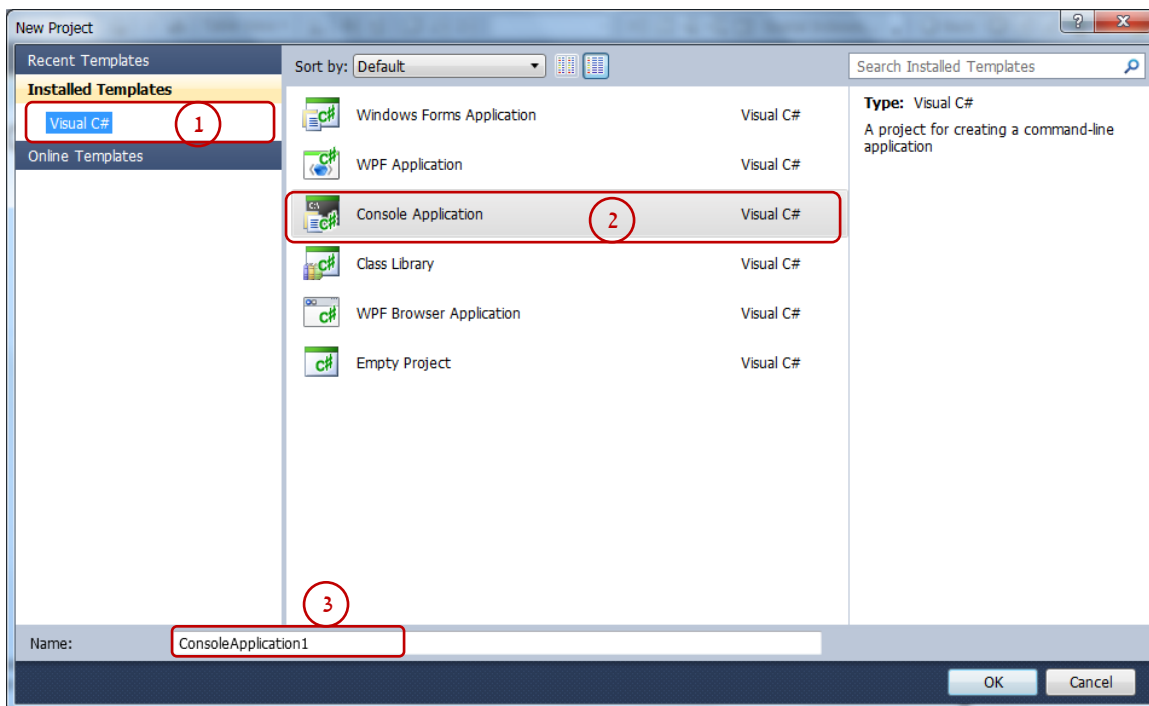 New Project
?
X
Recent Templates
Installed Templates
Visual C#
1
Online Templates
Sort by: Default
Search Installed Templates
Windows Forms Application Visual C#
WPF Application Visual C#
Console Application 2 Visual C#
Class Library Visual C#
WPF Browser Application Visual C#
Empty Project Visual C#
Type: Visual C#
A project for creating a command-line
application
3
Name: ConsoleApplication1
OK Cancel